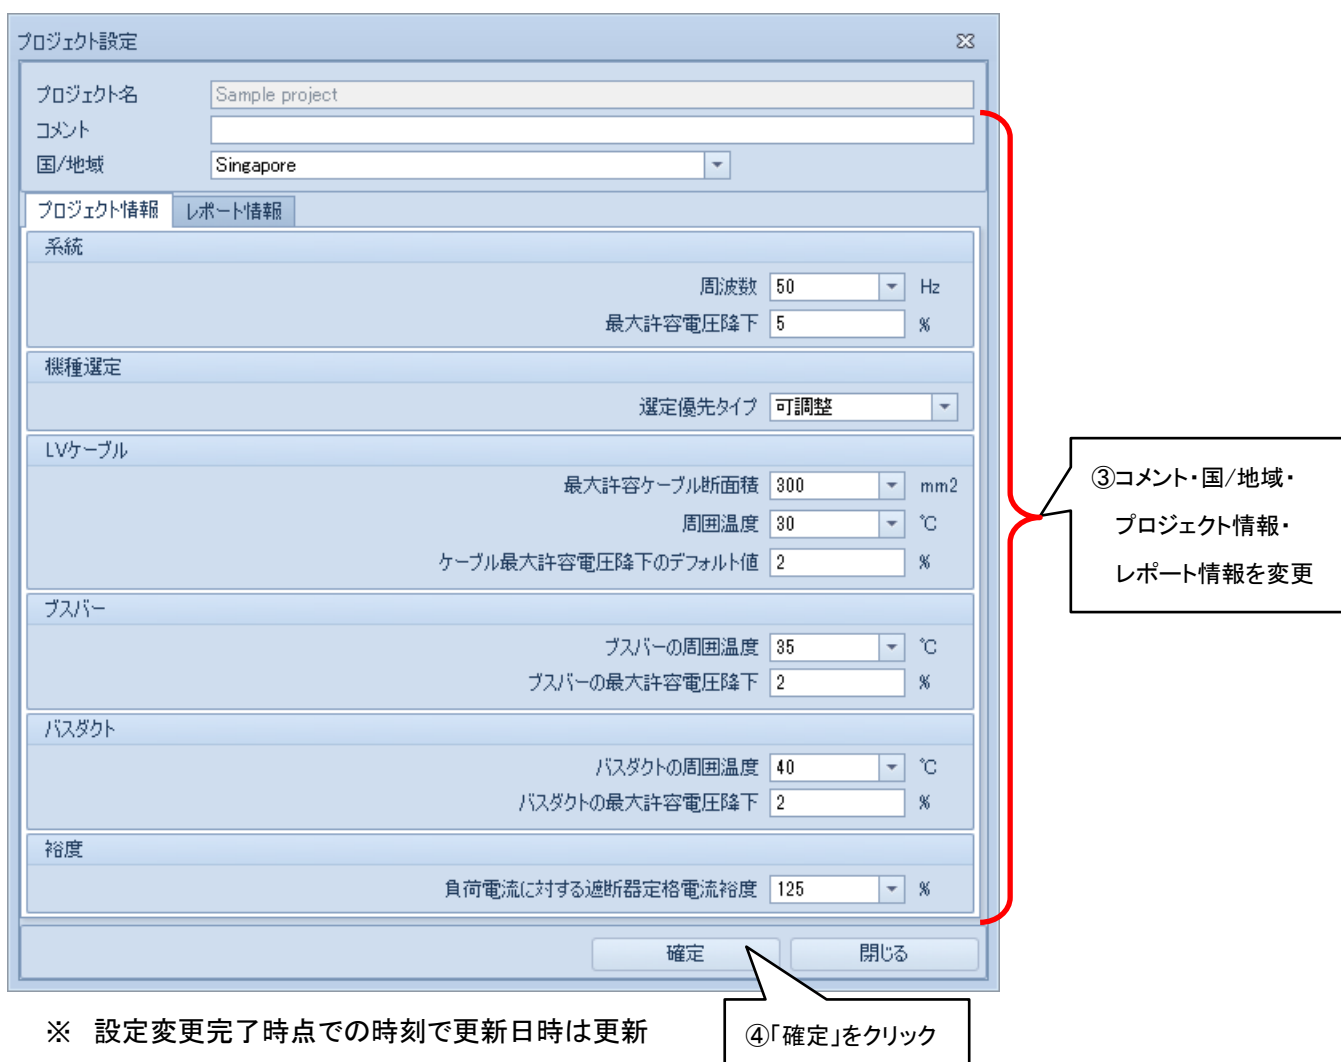 プロジェクト設定
プロジェクト名 Sample project
コメント
国/地域 Singapore
プロジェクト情報 レポート情報
系統
周波数 50 Hz
最大許容電圧降下 5 %
機種選定
選定優先タイプ 可調整
LVケーブル
最大許容ケーブル断面積 300 mm2
周囲温度 30 ℃
ケーブル最大許容電圧降下のデフォルト値 2 %
ブスバー
ブスバーの周囲温度 35 ℃
ブスバーの最大許容電圧降下 2 %
バスダクト
バスダクトの周囲温度 40 ℃
バスダクトの最大許容電圧降下 2 %
裕度
負荷電流に対する遮断器定格電流裕度 125 %
確定 閉じる
③コメント・国/地域・
プロジェクト情報・
レポート情報を変更
④「確定」をクリック
※ 設定変更完了時点での時刻で更新日時は更新